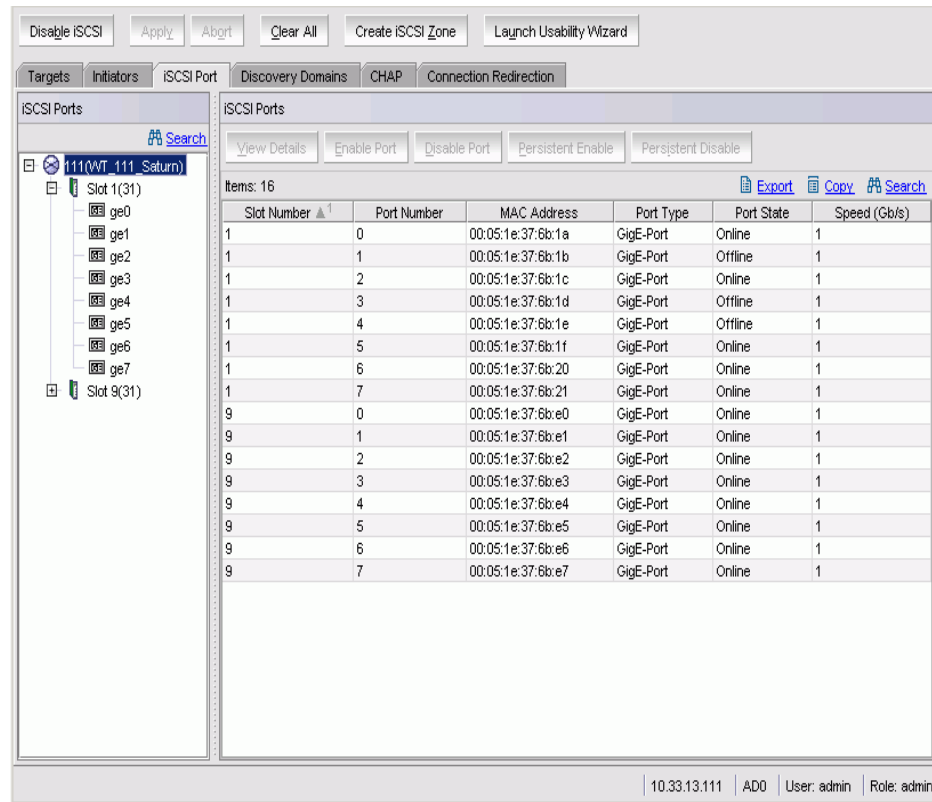 Disable iSCSI Apply Abort Clear All Create iSCSI Zone Launch Usability Wizard
Targets Initiators iSCSI Port Discovery Domains CHAP Connection Redirection
iSCSI Ports
Search
111(WT_111_Saturn)
Slot 1(31)
ge0
ge1
ge2
ge3
ge4
ge5
ge6
ge7
Slot 9(31)
iSCSI Ports
View Details Enable Port Disable Port Persistent Enable Persistent Disable
Items: 16 Export Copy Search
Slot Number 1 Port Number MAC Address Port Type Port State Speed (Gb/s)
1 0 00:05:1e:37:6b:1a GigE-Port Online 1
1 1 00:05:1e:37:6b:1b GigE-Port Offline 1
1 2 00:05:1e:37:6b:1c GigE-Port Online 1
1 3 00:05:1e:37:6b:1d GigE-Port Offline 1
1 4 00:05:1e:37:6b:1e GigE-Port Offline 1
1 5 00:05:1e:37:6b:1f GigE-Port Online 1
1 6 00:05:1e:37:6b:20 GigE-Port Online 1
1 7 00:05:1e:37:6b:21 GigE-Port Online 1
9 0 00:05:1e:37:6b:e0 GigE-Port Online 1
9 1 00:05:1e:37:6b:e1 GigE-Port Online 1
9 2 00:05:1e:37:6b:e2 GigE-Port Online 1
9 3 00:05:1e:37:6b:e3 GigE-Port Online 1
9 4 00:05:1e:37:6b:e4 GigE-Port Online 1
9 5 00:05:1e:37:6b:e5 GigE-Port Online 1
9 6 00:05:1e:37:6b:e6 GigE-Port Online 1
9 7 00:05:1e:37:6b:e7 GigE-Port Online 1
10.33.13.111 AD0 User: admin Role: admin